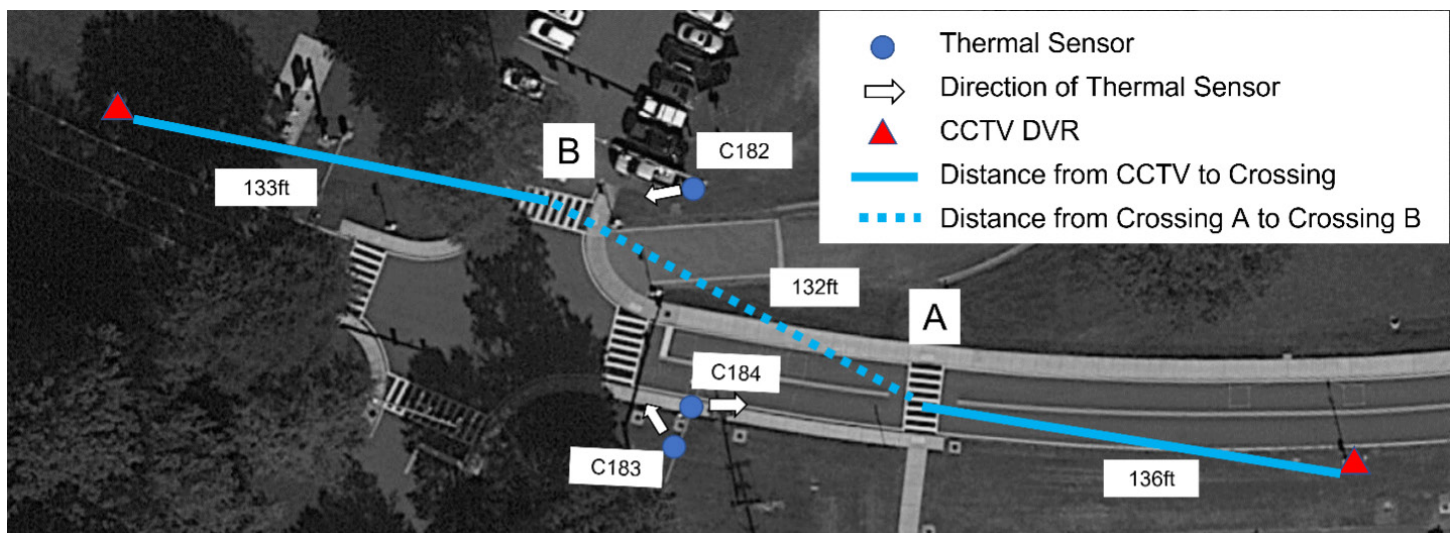 Thermal Sensor
Direction of Thermal Sensor
CCTV DVR
Distance from CCTV to Crossing
Distance from Crossing A to Crossing B
B
C182
133ft
132ft
A
C184
C183
136ft